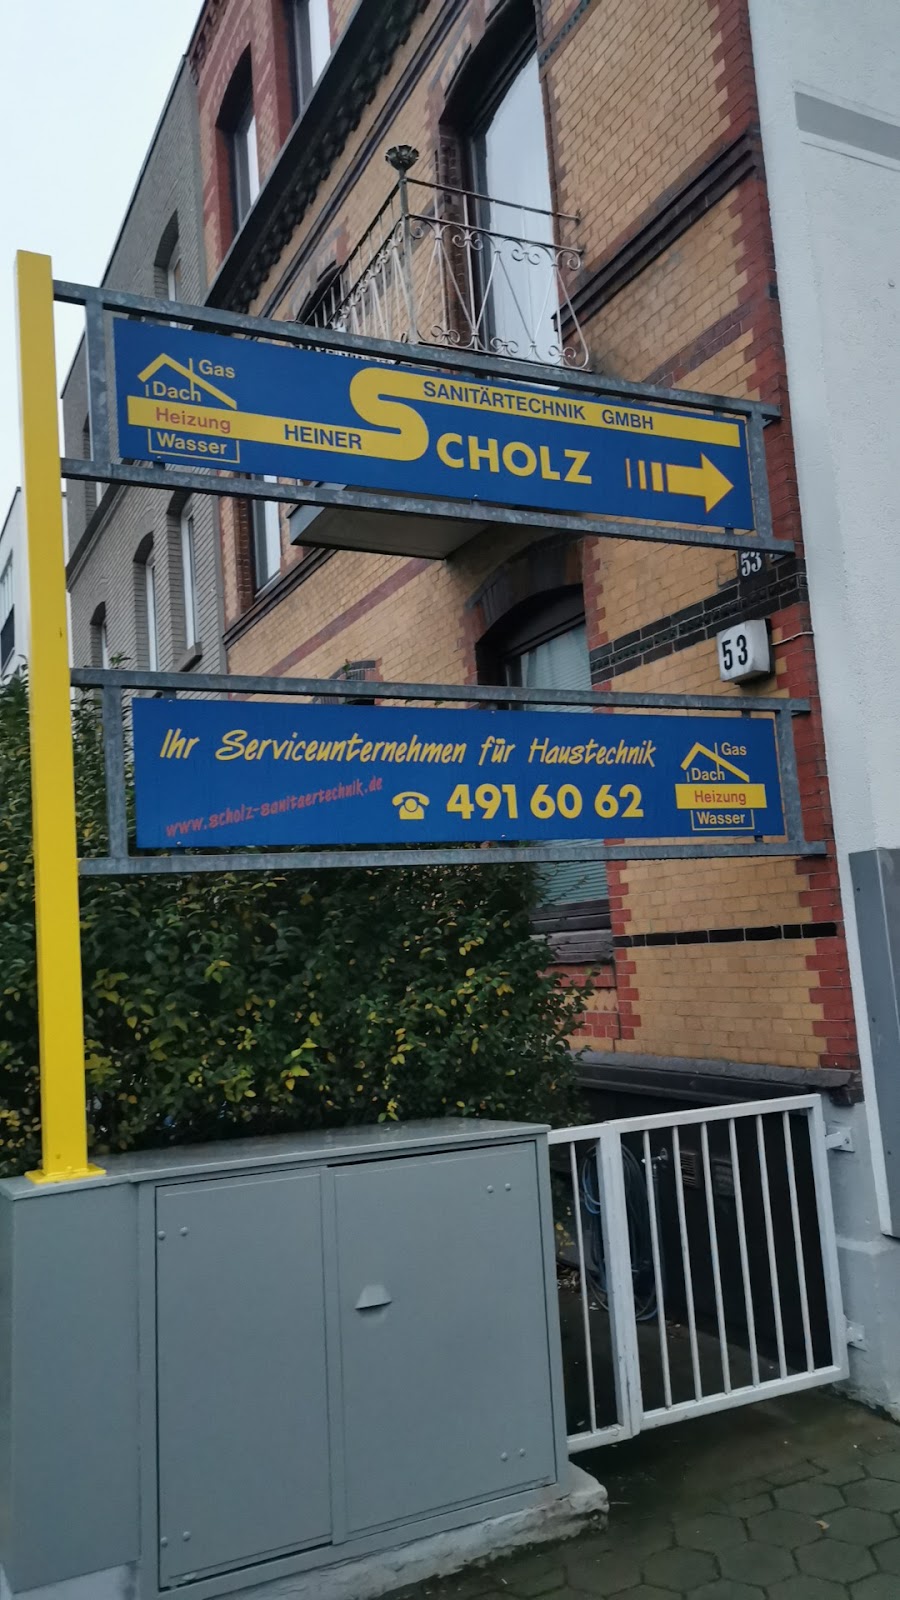 Gas
Dach
Heizung
Wasser
HEINER SCHOLZ
SANITÄRTECHNIK GMBH
53
53
Ihr Serviceunternehmen für Haustechnik
www.scholz-sanitaertechnik.de
491 60 62
Gas
Dach
Heizung
Wasser